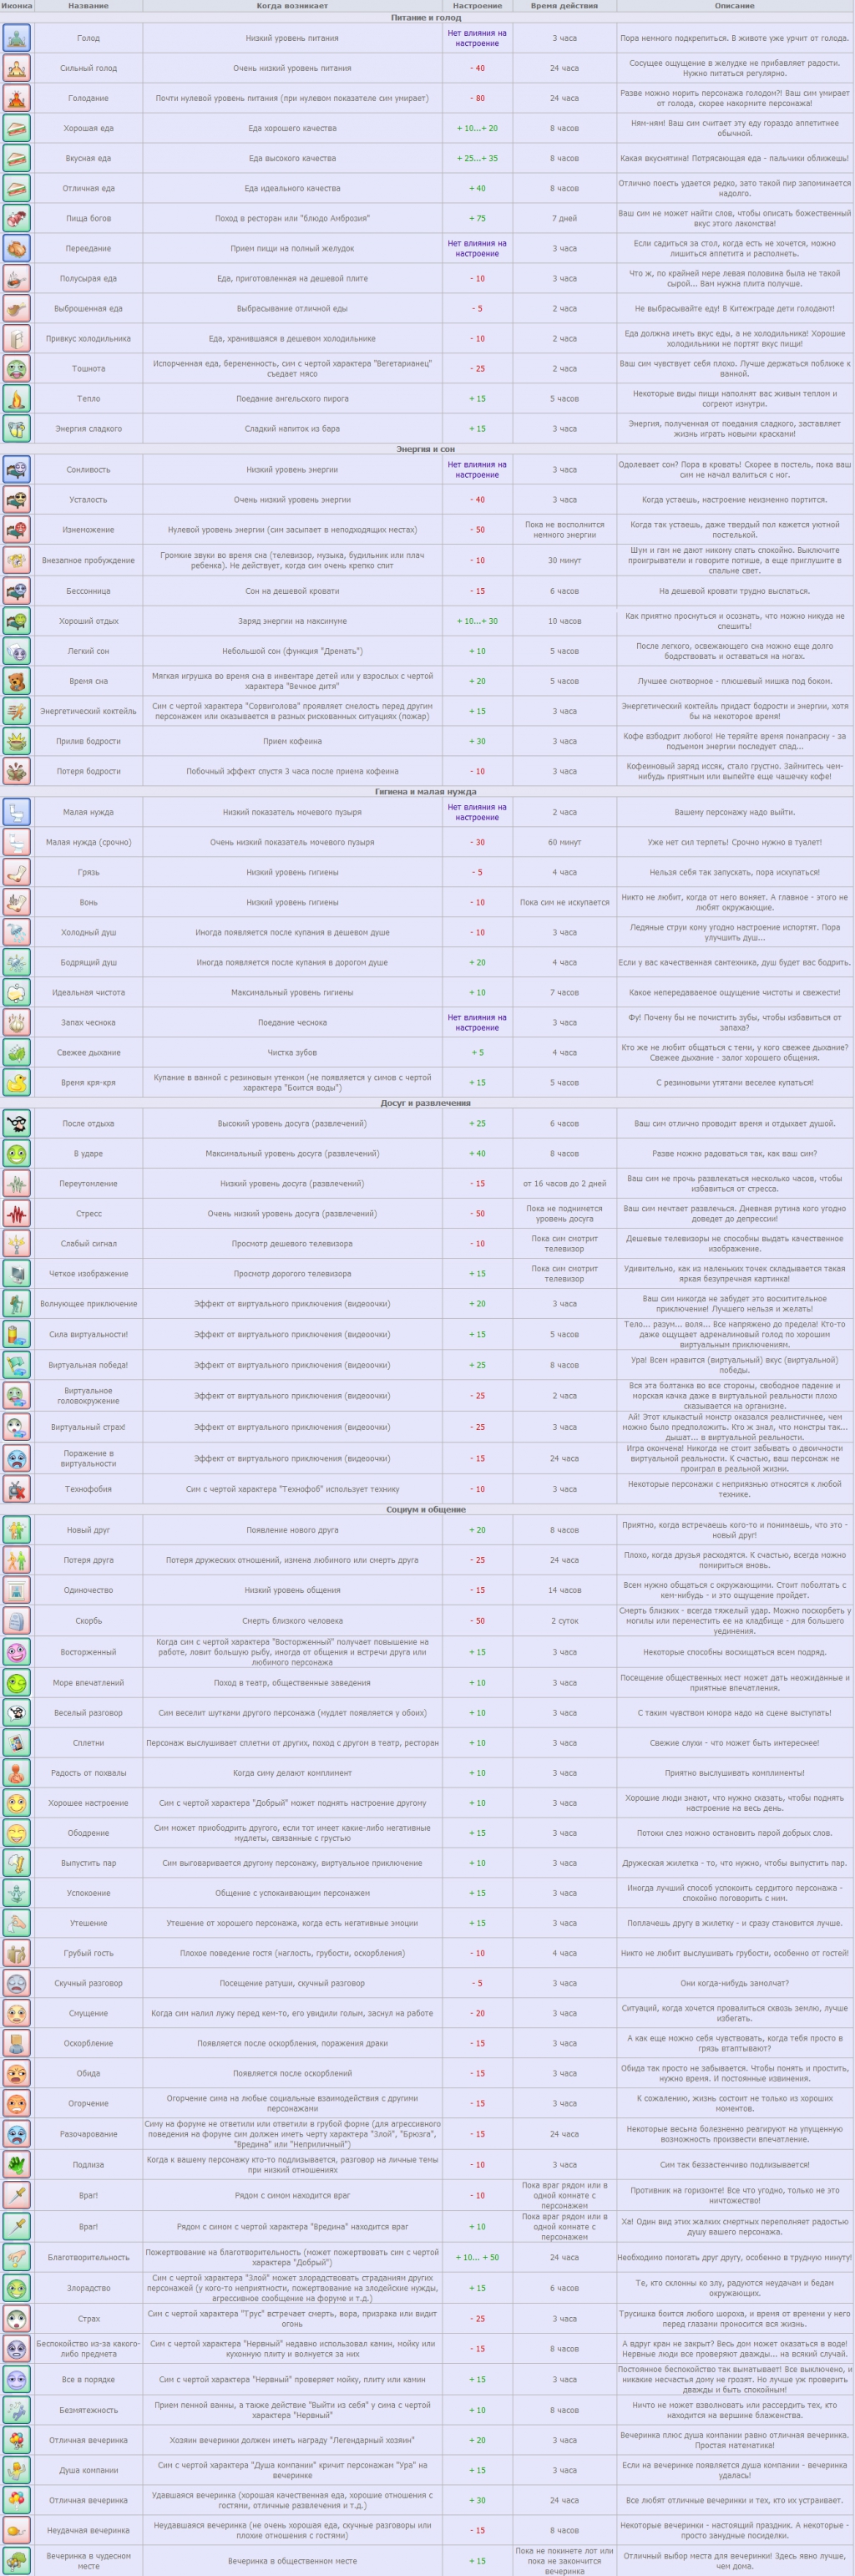 Иконка Название Когда возникает Настроение Время действия Описание
Питание и голод
Голод Низкий уровень питания Нет влияния на настроение 3 часа Пора немного подкрепиться. В животе уже урчит от голода.
Сильный голод Очень низкий уровень питания - 40 24 часа Сосущее ощущение в желудке не прибавляет радости. Нужно питаться регулярно.
Голодание Почти нулевой уровень питания (при нулевом показателе сим умирает) - 80 24 часа Разве можно морить персонажа голодом?! Ваш сим умирает от голода, скорее накормите персонажа!
Хорошая еда Еда хорошего качества + 10...+ 20 8 часов Ням-ням! Ваш сим считает эту еду гораздо аппетитнее обычной.
Вкусная еда Еда высокого качества + 25...+ 35 8 часов Какая вкуснятина! Потрясающая еда - пальчики оближешь!
Отличная еда Еда идеального качества + 40 8 часов Отлично поесть удается редко, зато такой пир запоминается надолго.
Пища богов Поход в ресторан или "блюдо Амброзия" + 75 7 дней Ваш сим не может найти слов, чтобы описать божественный вкус этого лакомства!
Переедание Прием пищи на полный желудок Нет влияния на настроение 3 часа Если садиться за стол, когда есть не хочется, можно лишиться аппетита и располнеть.
Полусырая еда Еда, приготовленная на дешевой плите - 10 3 часа Что ж, по крайней мере левая половина была не такой сырой... Вам нужна плита получше.
Выброшенная еда Выбрасывание отличной еды - 5 2 часа Не выбрасывайте еду! В Китежграде дети голодают!
Привкус холодильника Еда, хранившаяся в дешевом холодильнике - 10 2 часа Еда должна иметь вкус еды, а не холодильника! Хорошие холодильники не портят вкус пищи!
Тошнота Испорченная еда, беременность, сим с чертой характера "Вегетарианец" съедает мясо - 25 2 часа Ваш сим чувствует себя плохо. Лучше держаться поближе к ванной.
Тепло Поедание ангельского пирога + 15 5 часов Некоторые виды пищи наполнят вас живым теплом и согреют изнутри.
Энергия сладкого Сладкий напиток из бара + 15 3 часа Энергия, полученная от поедания сладкого, заставляет жизнь играть новыми красками!
Энергия и сон
Сонливость Низкий уровень энергии Нет влияния на настроение 3 часа Одолевает сон? Пора в кровать! Скорее в постель, пока ваш сим не начал валиться с ног.
Усталость Очень низкий уровень энергии - 40 3 часа Когда устаешь, настроение неизменно портится.
Изнеможение Нулевой уровень энергии (сим засыпает в неподходящих местах) - 50 Пока не восполнится немного энергии Когда так устаешь, даже твердый пол кажется уютной постелькой.
Внезапное пробуждение Громкие звуки во время сна (телевизор, музыка, будильник или плач ребенка). Не действует, когда сим очень крепко спит - 10 30 минут Шум и гам не дают никому спать спокойно. Выключите проигрыватели и говорите потише, а еще приглушите в спальне свет.
Бессонница Сон на дешевой кровати - 15 6 часов На дешевой кровати трудно выспаться.
Хороший отдых Заряд энергии на максимуме + 10...+ 30 10 часов Как приятно проснуться и осознать, что можно никуда не спешить!
Легкий сон Небольшой сон (функция "Дремать") + 10 5 часов После легкого, освежающего сна можно еще долго бодрствовать и оставаться на ногах.
Время сна Мягкая игрушка во время сна в инвентаре детей или у взрослых с чертой характера "Вечное дитя" + 20 5 часов Лучшее снотворное - плюшевый мишка под боком.
Энергетический коктейль Сим с чертой характера "Сорвиголова" проявляет смелость перед другим персонажем или оказывается в разных рискованных ситуациях (пожар) + 15 3 часа Энергетический коктейль придаст бодрости и энергии, хотя бы на некоторое время!
Прилив бодрости Прием кофеина + 30 3 часа Кофе взбодрит любого! Не теряйте время понапрасну - за подъемом энергии последует спад...
Потеря бодрости Побочный эффект спустя 3 часа после приема кофеина - 10 3 часа Кофеиновый заряд иссяк, стало грустно. Займитесь чем-нибудь приятным или выпейте еще чашечку кофе!
Гигиена и малая нужда
Малая нужда Низкий показатель мочевого пузыря Нет влияния на настроение 2 часа Вашему персонажу надо выйти.
Малая нужда (срочно) Очень низкий показатель мочевого пузыря - 30 60 минут Уже нет сил терпеть! Срочно нужно в туалет!
Грязь Низкий уровень гигиены - 5 4 часа Нельзя себя так запускать, пора искупаться!
Вонь Низкий уровень гигиены - 10 Пока сим не искупается Никто не любит, когда от него воняет. А главное - этого не любят окружающие.
Холодный душ Иногда появляется после купания в дешевом душе - 10 3 часа Ледяные струи кому угодно настроение испортят. Пора улучшить душ...
Бодрящий душ Иногда появляется после купания в дорогом душе + 20 4 часа Если у вас качественная сантехника, душ будет вас бодрить.
Идеальная чистота Максимальный уровень гигиены + 10 7 часов Какое непередаваемое ощущение чистоты и свежести!
Запах чеснока Поедание чеснока Нет влияния на настроение 3 часа Фу! Почему бы не почистить зубы, чтобы избавиться от запаха?
Свежее дыхание Чистка зубов + 5 4 часа Кто же не любит общаться с теми, у кого свежее дыхание? Свежее дыхание - залог хорошего общения.
Время кря-кря Купание в ванной с резиновым утенком (не появляется у симов с чертой характера "Боится воды") + 15 5 часов С резиновыми утятами веселее купаться!
Досуг и развлечения
После отдыха Высокий уровень досуга (развлечений) + 25 6 часов Ваш сим отлично проводит время и отдыхает душой.
В ударе Максимальный уровень досуга (развлечений) + 40 8 часов Разве можно радоваться так, как ваш сим?
Переутомление Низкий уровень досуга (развлечений) - 15 от 16 часов до 2 дней Ваш сим не прочь развлекаться несколько часов, чтобы избавиться от стресса.
Стресс Очень низкий уровень досуга (развлечений) - 50 Пока не поднимется уровень досуга Ваш сим мечтает развлечься. Дневная рутина кого угодно доведет до депрессии!
Слабый сигнал Просмотр дешевого телевизора - 10 Пока сим смотрит телевизор Дешевые телевизоры не способны выдать качественное изображение.
Четкое изображение Просмотр дорогого телевизора + 15 Пока сим смотрит телевизор Удивительно, как из маленьких точек складывается такая яркая безупречная картинка!
Волнующее приключение Эффект от виртуального приключения (видеоочки) + 20 3 часа Ваш сим никогда не забудет это восхитительное приключение! Лучшего нельзя и желать!
Сила виртуальности! Эффект от виртуального приключения (видеоочки) + 15 5 часов Тело... разум... воля... Все напряжено до предела! Кто-то даже ощущает адреналиновый голод по хорошим виртуальным приключениям.
Виртуальная победа! Эффект от виртуального приключения (видеоочки) + 25 8 часов Ура! Всем нравится (виртуальный) вкус (виртуальной) победы.
Виртуальное головокружение Эффект от виртуального приключения (видеоочки) - 25 2 часа Вся эта болтанка во все стороны, свободное падение и морская качка даже в виртуальной реальности плохо сказывается на организме.
Виртуальный страх! Эффект от виртуального приключения (видеоочки) - 25 3 часа Ай! Этот клыкастый монстр оказался реалистичнее, чем можно было предположить. Кто ж знал, что монстры так... дышат... в виртуальной реальности.
Поражение в виртуальности Эффект от виртуального приключения (видеоочки) - 15 24 часа Игра окончена! Никогда не стоит забывать о двоичности виртуальной реальности. К счастью, ваш персонаж не проиграл в реальной жизни.
Технофобия Сим с чертой характера "Технофоб" использует технику - 10 3 часа Некоторые персонажи с неприязнью относятся к любой технике.
Социум и общение
Новый друг Появление нового друга + 20 8 часов Приятно, когда встречаешь кого-то и понимаешь, что это - новый друг!
Потеря друга Потеря дружеских отношений, измена любимого или смерть друга - 25 24 часа Плохо, когда друзья расходятся. К счастью, всегда можно помириться вновь.
Одиночество Низкий уровень общения - 15 14 часов Всем нужно общаться с окружающими. Стоит поболтать с кем-нибудь - и это ощущение пройдет.
Скорбь Смерть близкого человека - 50 2 суток Смерть близких - всегда тяжелый удар. Можно поскорбеть у могилы или переместить ее на кладбище - для большего уединения.
Восторженный Когда сим с чертой характера "Восторженный" получает повышение на работе, ловит большую рыбу, иногда от общения и встречи друга или любимого персонажа + 15 3 часа Некоторые способны восхищаться всем подряд.
Море впечатлений Поход в театр, общественные заведения + 10 3 часа Посещение общественных мест может дать неожиданные и приятные впечатления.
Веселый разговор Сим веселит шутками другого персонажа (мудлет появляется у обоих) + 10 3 часа С таким чувством юмора надо на сцене выступать!
Сплетни Персонаж выслушивает сплетни от других, поход с другом в театр, ресторан + 10 3 часа Свежие слухи - что может быть интереснее!
Радость от похвалы Когда симу делают комплимент + 10 3 часа Приятно выслушивать комплименты!
Хорошее настроение Сим с чертой характера "Добрый" может поднять настроение другому + 10 3 часа Хорошие люди знают, что нужно сказать, чтобы поднять настроение на весь день.
Ободрение Сим может приободрить другого, если тот имеет какие-либо негативные мудлеты, связанные с грустью + 15 3 часа Потоки слез можно остановить парой добрых слов.
Выпустить пар Сим выговаривается другому персонажу, виртуальное приключение + 10 3 часа Дружеская жилетка - то, что нужно, чтобы выпустить пар.
Успокоение Общение с успокаивающим персонажем + 15 3 часа Иногда лучший способ успокоить сердитого персонажа - спокойно поговорить с ним.
Утешение Утешение от хорошего персонажа, когда есть негативные эмоции + 15 3 часа Поплачешь другу в жилетку - и сразу становится лучше.
Грубый гость Плохое поведение гостя (наглость, грубости, оскорбления) - 10 4 часа Никто не любит выслушивать грубости, особенно от гостей!
Скучный разговор Посещение ратуши, скучный разговор - 5 3 часа Они когда-нибудь замолчат?
Смущение Когда сим налил лужу перед кем-то, его увидили голым, заснул на работе - 20 3 часа Ситуаций, когда хочется провалиться сквозь землю, лучше избегать.
Оскорбление Появляется после оскорбления, поражения драки - 15 3 часа А как еще можно себя чувствовать, когда тебя просто в грязь втаптывают?
Обида Появляется после оскорблений - 15 3 часа Обида так просто не забывается. Чтобы понять и простить, нужно время. И постоянные извинения.
Огорчение Огорчение сима на любые социальные взаимодействия с другими персонажами - 15 3 часа К сожалению, жизнь состоит не только из хороших моментов.
Разочарование Симу на форуме не ответили или ответили в грубой форме (для агрессивного поведения на форуме сим должен иметь черту характера "Злой", "Брюзга", "Вредина" или "Неприличный") - 15 24 часа Некоторые весьма болезненно реагируют на упущенную возможность произвести впечатление.
Подлиза Когда к вашему персонажу кто-то подлизывается, разговор на личные темы при низкий отношениях - 10 3 часа Сим так беззастенчиво подлизывается!
Враг! Рядом с симом находится враг - 10 Пока враг рядом или в одной комнате с персонажем Противник на горизонте! Все что угодно, только не это ничтожество!
Враг! Рядом с симом с чертой характера "Вредина" находится враг + 10 Пока враг рядом или в одной комнате с персонажем Ха! Один вид этих жалких смертных переполняет радостью душу вашего персонажа.
Благотворительность Пожертвование на благотворительность (может пожертвовать сим с чертой характера "Добрый") + 10... + 50 24 часа Необходимо помогать друг другу, особенно в трудную минуту!
Злорадство Сим с чертой характера "Злой" может злорадствовать страданиям других персонажей (у кого-то неприятности, пожертвование на злодейские нужды, агрессивное сообщение на форуме и т.д.) + 15 6 часов Те, кто склонны ко злу, радуются неудачам и бедам окружающих.
Страх Сим с чертой характера "Трус" встречает смерть, вора, призрака или видит огонь - 25 3 часа Трусишка боится любого шороха, и время от времени у него перед глазами проносится вся жизнь.
Беспокойство из-за какого-либо предмета Сим с чертой характера "Нервный" недавно использовал камин, мойку или кухонную плиту и волнуется за них - 15 8 часов А вдруг кран не закрыт? Весь дом может оказаться в воде! Нервные люди все проверяют дважды... на всякий случай.
Все в порядке Сим с чертой характера "Нервный" проверяет мойку, плиту или камин + 15 3 часа Постоянное беспокойство так выматывает! Все выключено, и никакие несчастья дому не грозят. Но лучше уж проверить дважды и быть спокойным!
Безмятежность Прием пенной ванны, а также действие "Выйти из себя" у сима с чертой характера "Нервный" + 10 8 часов Ничто не может взволновать или рассердить тех, кто находится на вершине блаженства.
Отличная вечеринка Хозяин вечеринки должен иметь награду "Легендарный хозяин" + 20 3 часа Вечеринка плюс душа компании равно отличная вечеринка. Простая математика!
Душа компании Сим с чертой характера "Душа компании" кричит персонажам "Ура" на вечеринке + 15 3 часа Если на вечеринке появляется душа компании - вечеринка удалась!
Отличная вечеринка Удавшаяся вечеринка (хорошая качественная еда, хорошие отношения с гостями, отличные развлечения и т.д.) + 30 24 часа Все любят отличные вечеринки и тех, кто их устраивает.
Неудачная вечеринка Неудавшаяся вечеринка (не очень хорошая еда, скучные разговоры или плохие отношения с гостями) - 15 8 часов Некоторые вечеринки - настоящий праздник. А некоторые - просто занудные посиделки.
Вечеринка в чудесном месте Вечеринка в общественном месте + 15 Пока не покинете лот или пока не закончится вечеринка Отличный выбор места для вечеринки! Здесь явно лучше, чем дома.